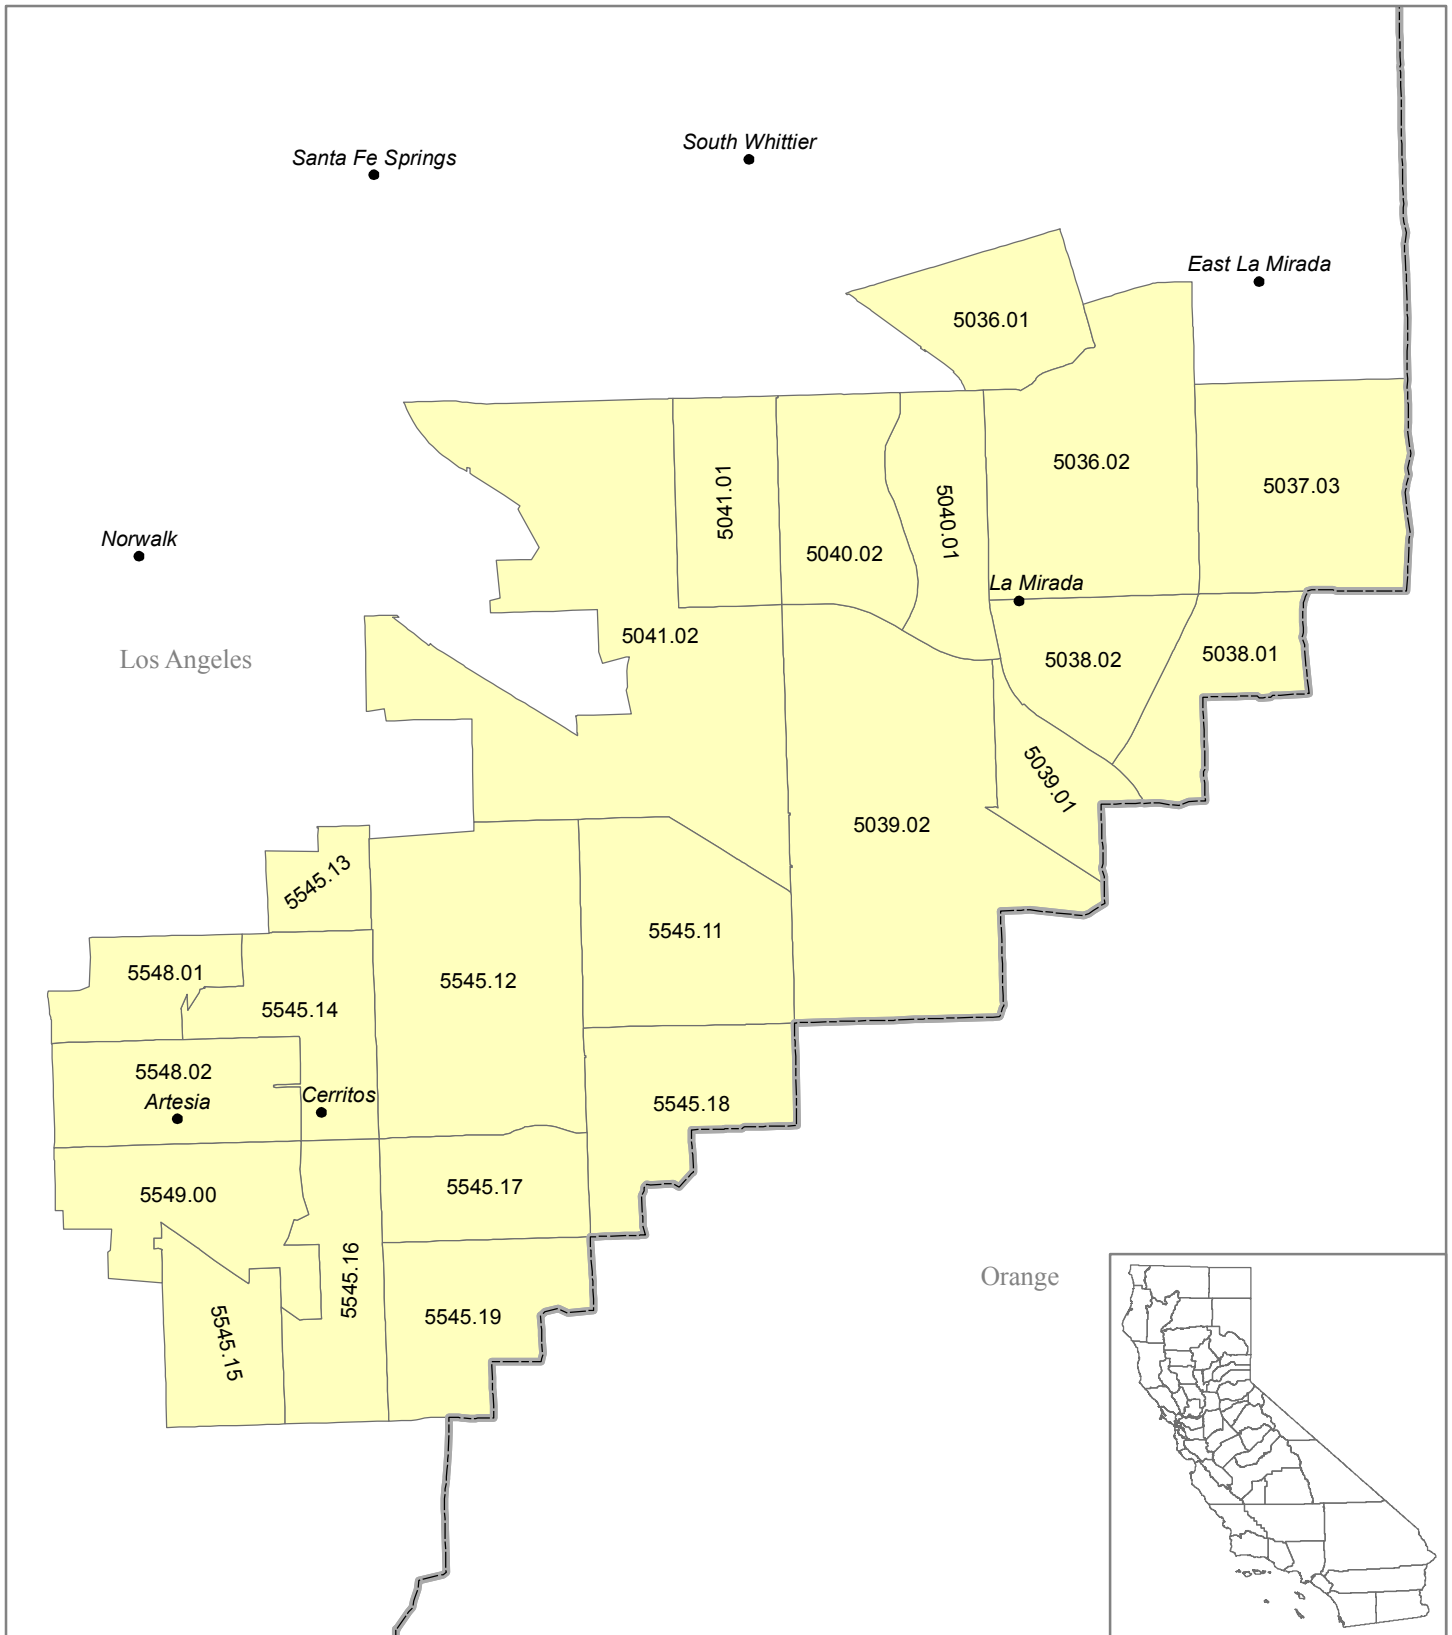 South Whittier
Santa Fe Springs
East La Mirada
5036.01
5036.02
5037.03
5041.01
5040.01
5040.02
Norwalk
La Mirada
5041.02
Los Angeles
5038.02
5038.01
5039.01
5039.02
5545.13
5545.11
5548.01
5545.12
5545.14
5548.02
Artesia
Cerritos
5545.18
5549.00
5545.17
5545.16
Orange
5545.15
5545.19